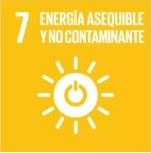 7 ENERGÍA ASEQUIBLE
Y NO CONTAMINANTE